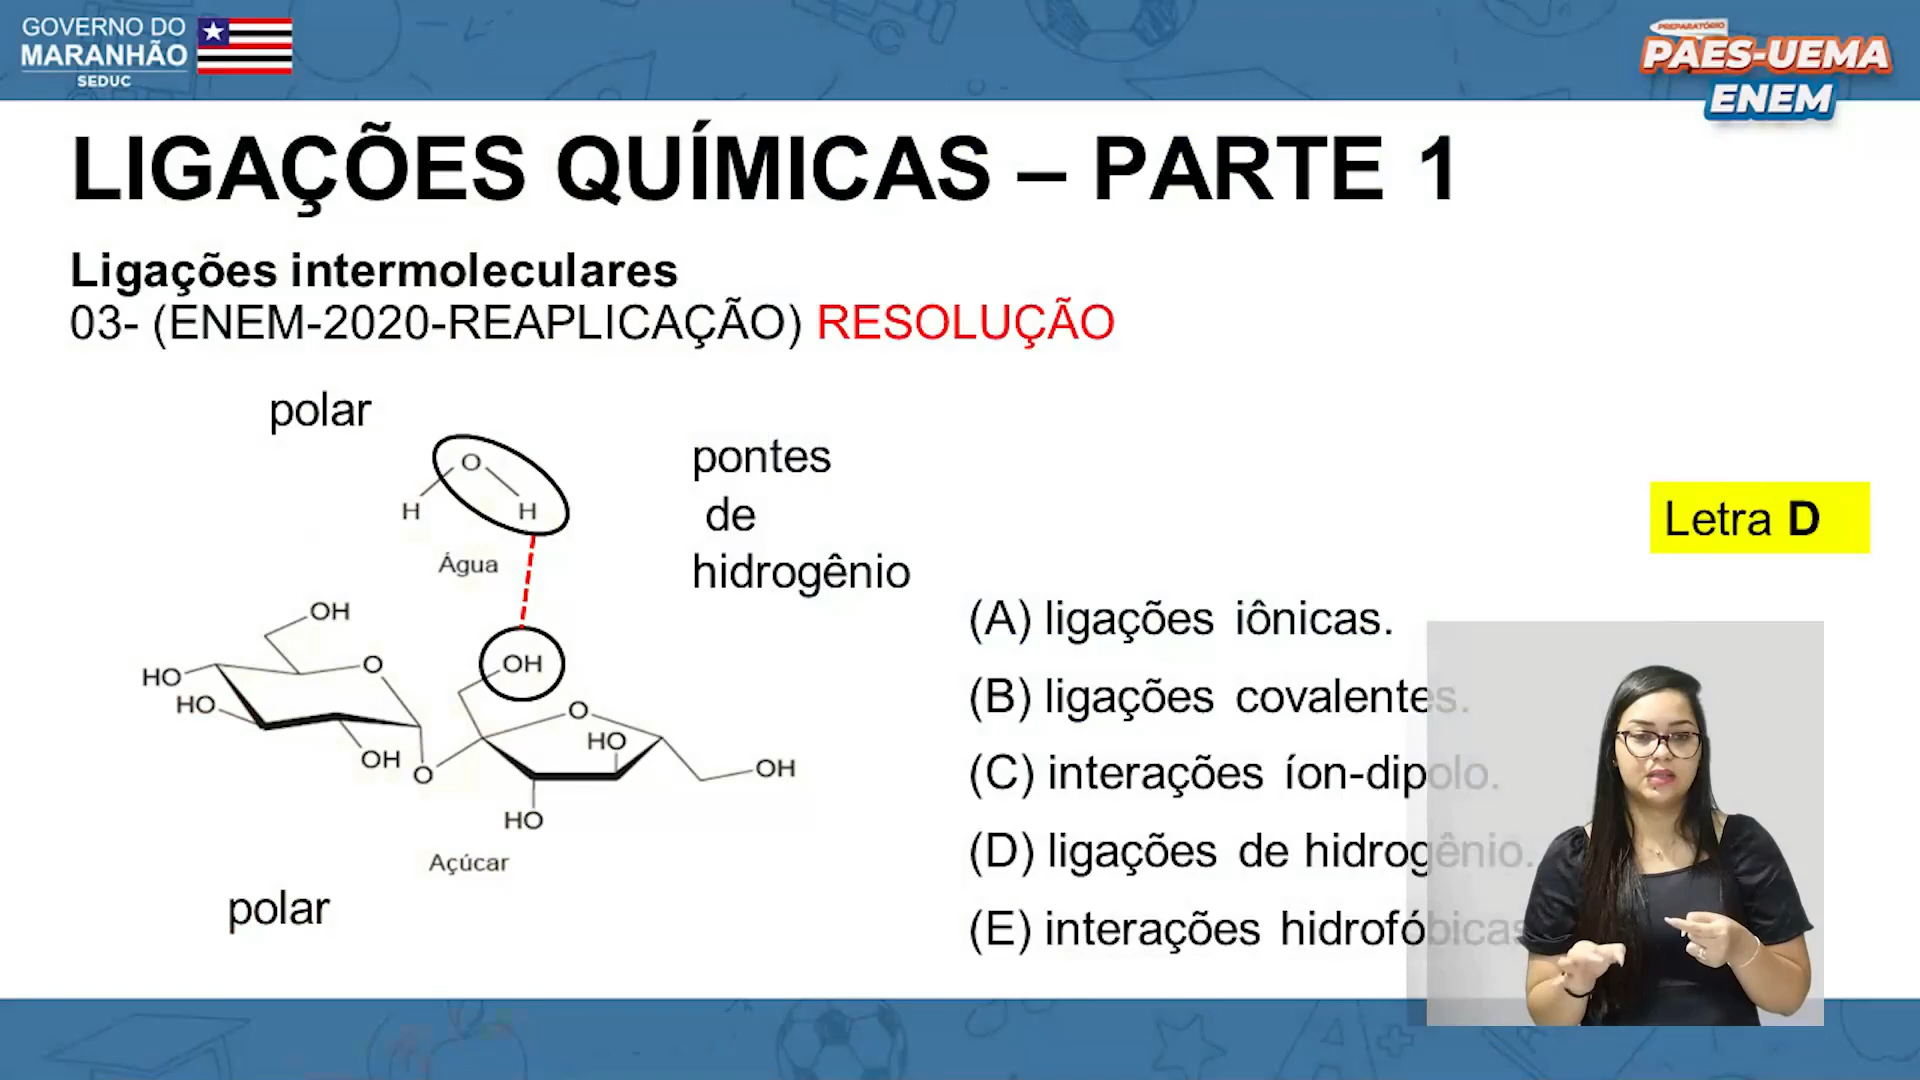 GOVERNO DO
MARANHÃO
SEDUC
PREPARATÓRIO
PAES-UEMA
ENEM
LIGAÇÕES QUÍMICAS – PARTE 1
Ligações intermoleculares
03- (ENEM-2020-REAPLICAÇÃO) RESOLUÇÃO
polar
O
H H
Água
pontes
de
hidrogênio
Letra D
OH
HO
O
HO
OH
O
OH
O
HO
OH
HO
Açúcar
polar
(A) ligações iônicas.
(B) ligações covalentes.
(C) interações íon-dipolo.
(D) ligações de hidrogênio.
(E) interações hidrofóbicas